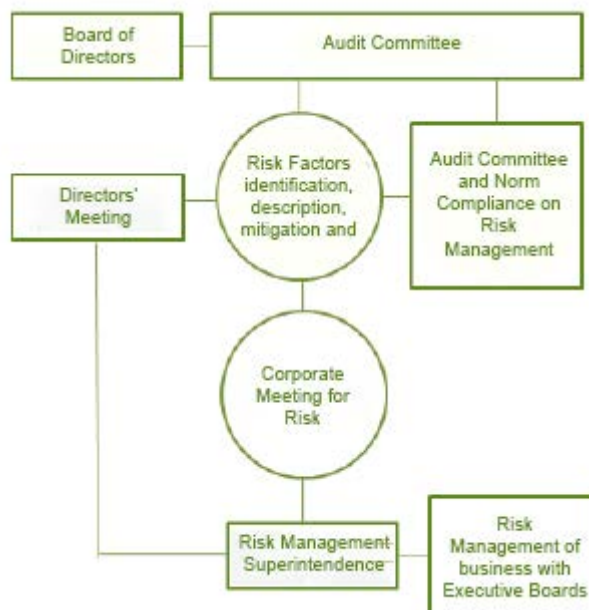 Board of
Directors
Audit Committee
Risk Factors
identification,
description,
mitigation and
Audit Committee
and Norm
Compliance on
Risk
Management
Directors'
Meeting
Corporate
Meeting for
Risk
Risk Management
Superintendence
Risk
Management of
business with
Executive Boards